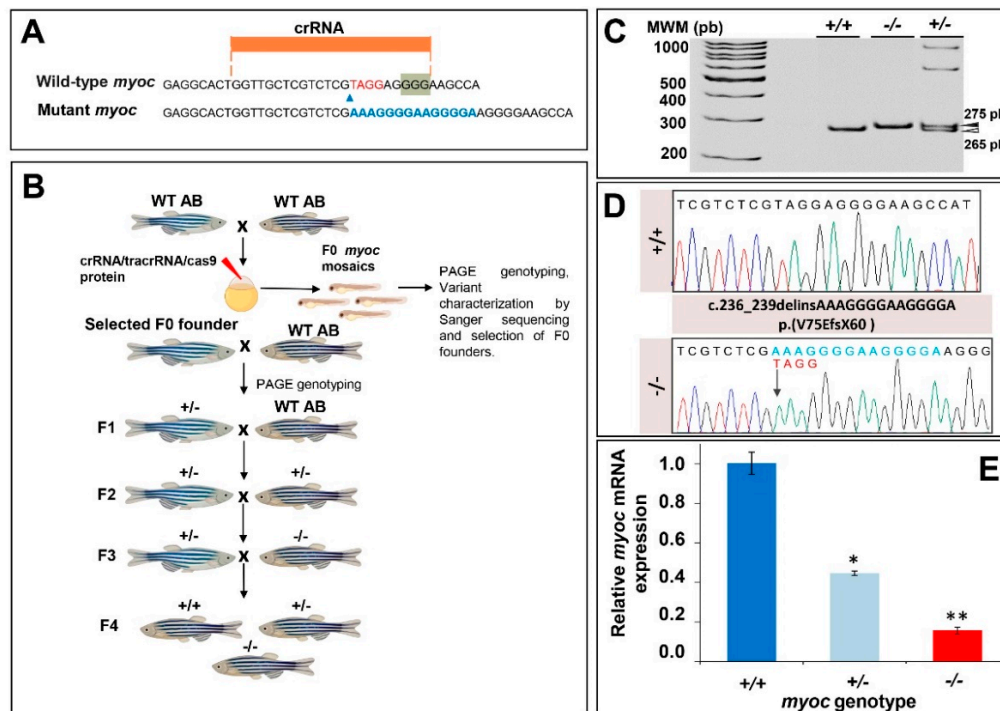 A
crRNA
Wild-type myoc GAGGCACTGGTTGCTCGTCTCGTAGGAGGGGAAGCCA
Mutant myoc GAGGCACTGGTTGCTCGTCTCGAAAGGGGAAGGGGAAGGGGAAGCCA
B
WT AB
WT AB
X
crRNA/tracrRNA/cas9
protein
F0 myoc
mosaics
PAGE genotyping,
Variant
characterization by
Sanger sequencing
and selection of F0
founders.
Selected F0 founder
WT AB
X
PAGE genotyping
+/-
WT AB
F1
X
+/-
+/-
F2
X
+/-
-/-
F3
X
+/+
+/-
F4
-/-
C
MWM (pb)
+/+
-/-
+/-
1000
500
400
300
200
275 pb
265 pb
D
+/+
TCGTCTCGTAGGAGGGGAAGCCAT
c.236_239delinsAAAGGGGAAGGGGA
p.(V75EfsX60 )
-/-
TCGTCTCGAAAGGGGAAGGGGAAGGG
TAGG
E
Relative myoc mRNA
expression
1.0
0.8
0.6
0.4
0.2
0
*
**
+/+
+/-
-/-
myoc genotype